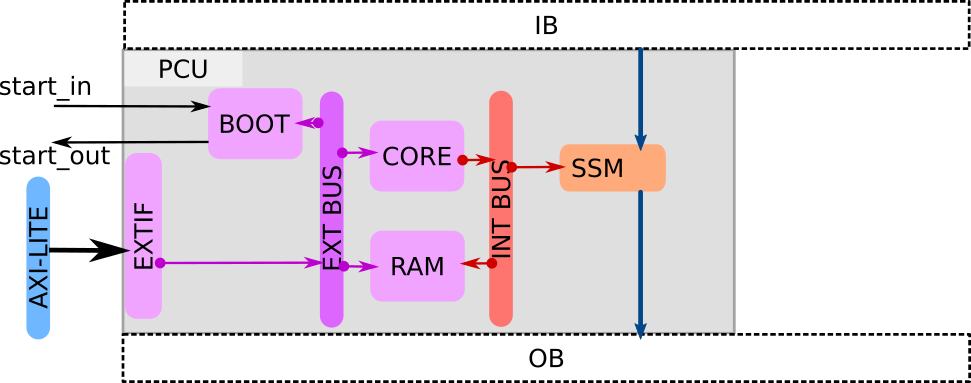 IB
PCU
start_in
BOOT
start_out
CORE
SSM
EXT BUS
INT BUS
EXTIF
AXI-LITE
RAM
OB